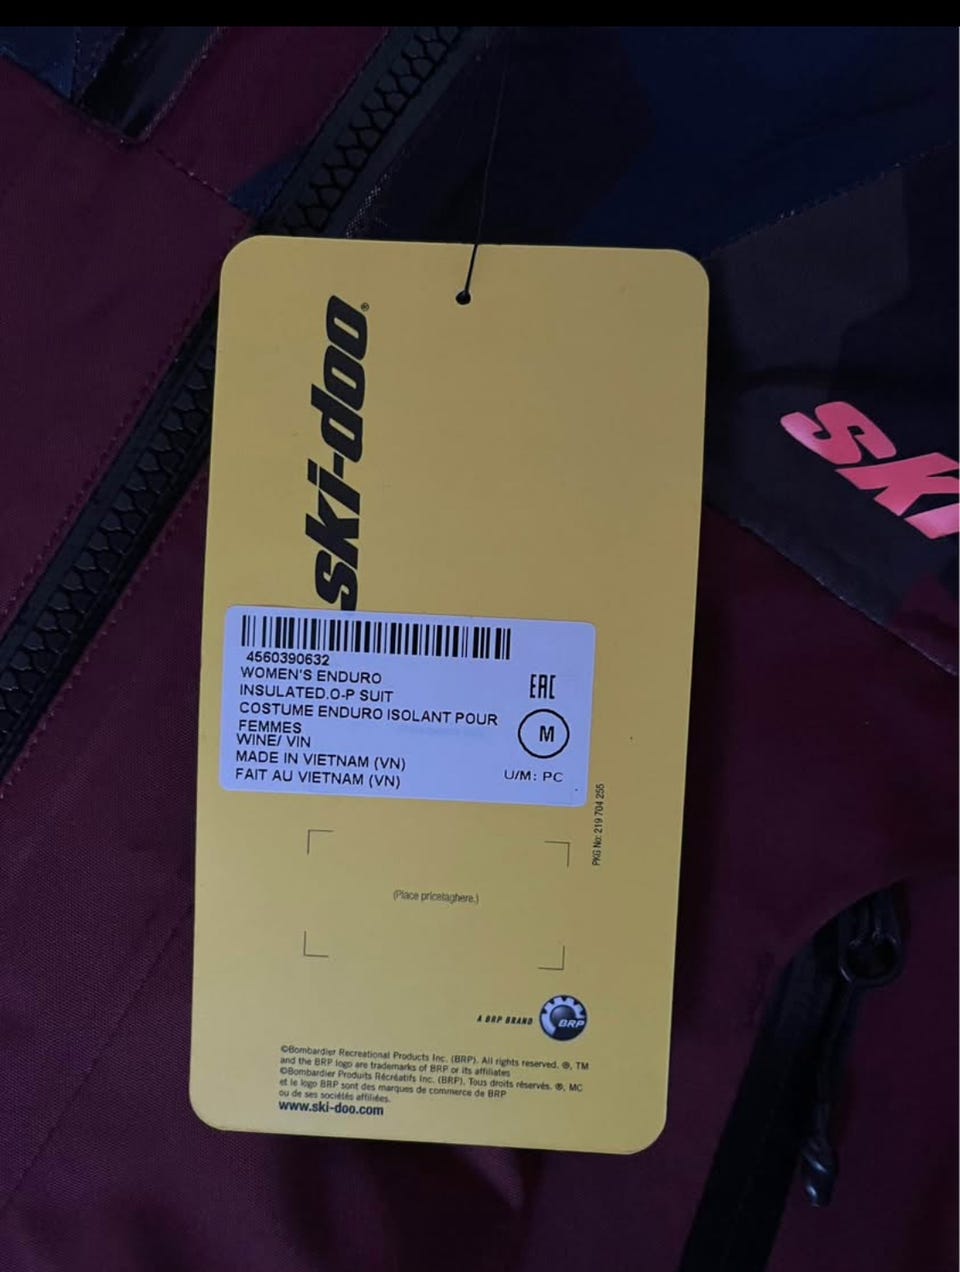 ski-doo®
SKI
4560390632
WOMEN'S ENDURO
INSULATED.O-P SUIT
COSTUME ENDURO ISOLANT POUR
FEMMES
WINE/ VIN
MADE IN VIETNAM (VN)
FAIT AU VIETNAM (VN)
EAC
M
U/M: PC
PKG No: 219 704 255
(Place pricetaghere.)
A BRP BRAND
BRP
©Bombardier Recreational Products Inc. (BRP). All rights reserved. ®, TM
and the BRP logo are trademarks of BRP or its affiliates
©Bombardier Produits Récréatifs Inc. (BRP). Tous droits réservés. ®, MC
et le logo BRP sont des marques de commerce de BRP
ou de ses sociétés affiliées.
www.ski-doo.com